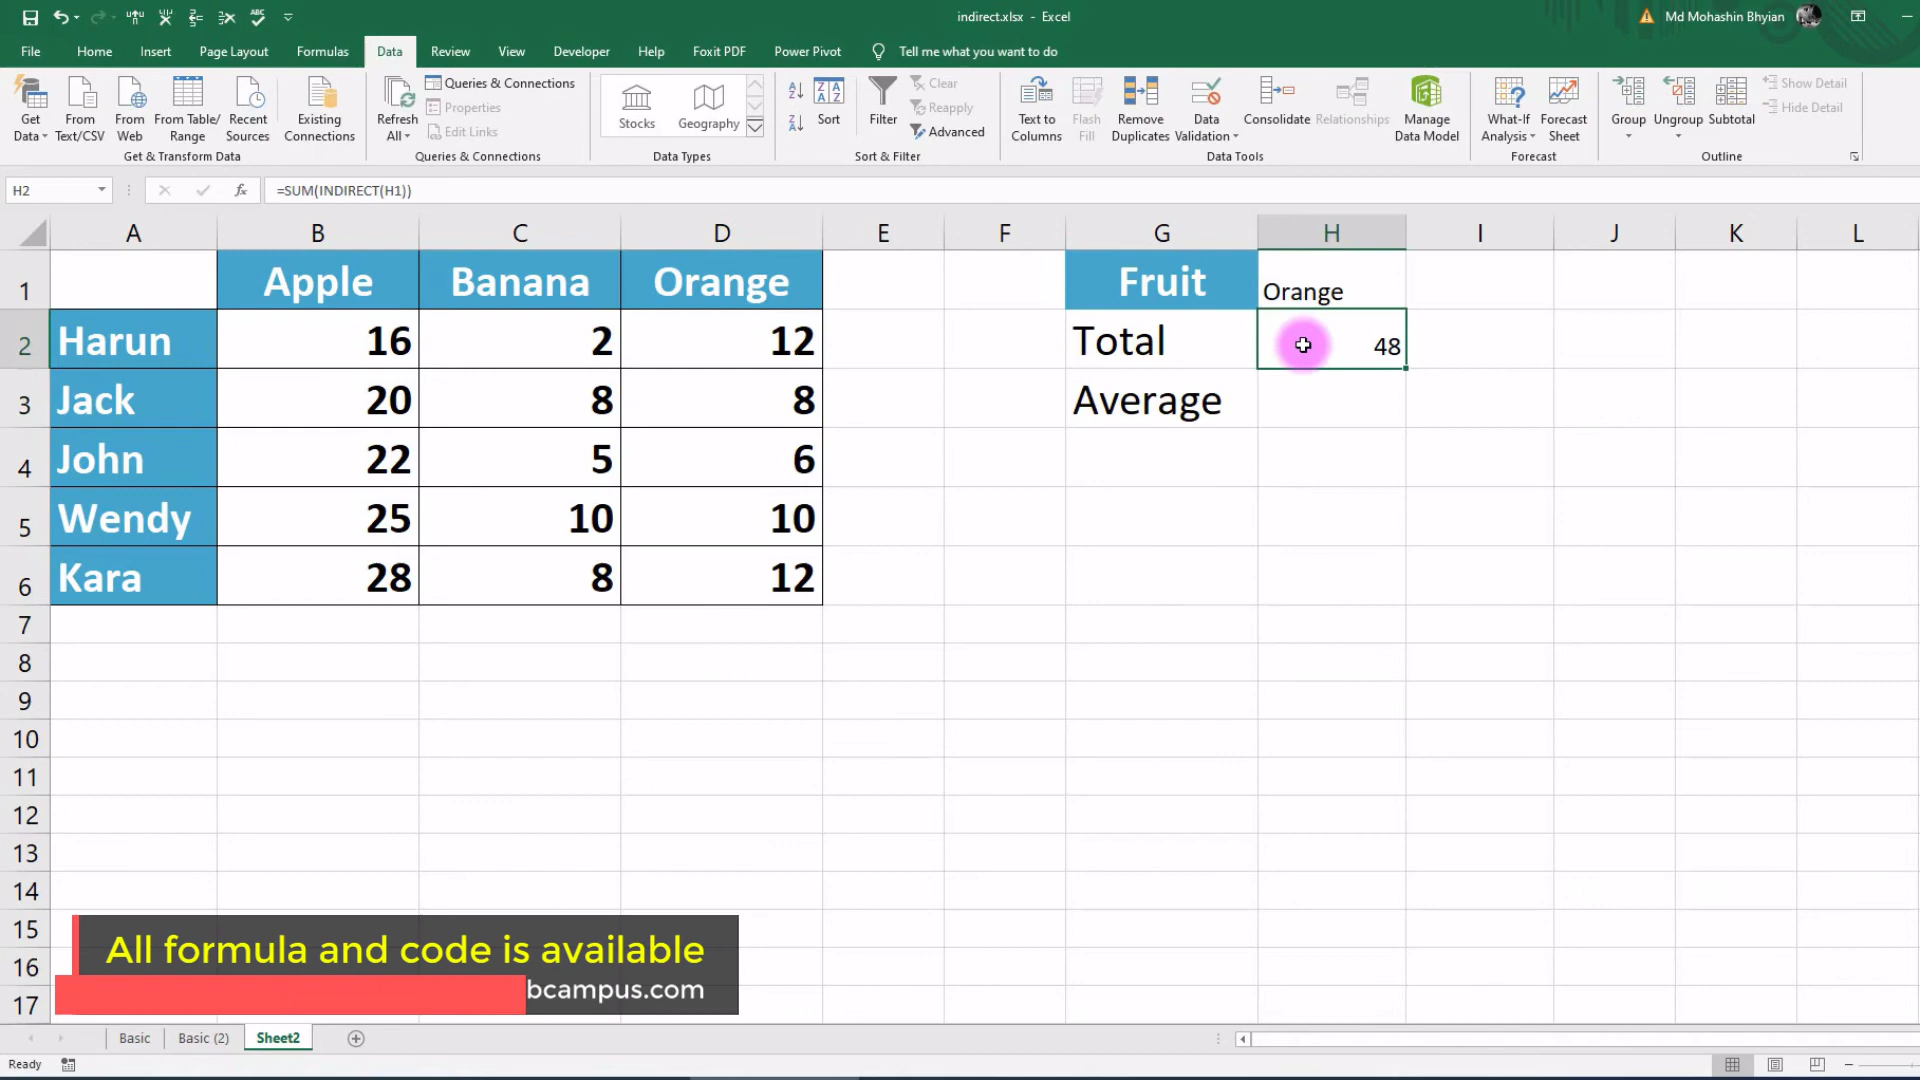 indirect.xlsx - Excel
Md Mohashin Bhyian
File Home Insert Page Layout Formulas Data Review View Developer Help Foxit PDF Power Pivot Tell me what you want to do
Get Data From Text/CSV From Web From Table/Range Recent Sources Existing Connections
Get & Transform Data
Refresh All Queries & Connections Properties Edit Links
Queries & Connections
Stocks Geography
Data Types
Sort Filter Clear Reapply Advanced
Sort & Filter
Text to Columns Flash Fill Remove Duplicates Data Validation Consolidate Relationships Manage Data Model
Data Tools
What-If Analysis Forecast Sheet
Forecast
Group Ungroup Subtotal Show Detail Hide Detail
Outline
H2 fx =SUM(INDIRECT(H1))
A B C D E F G H I J K L
1 Apple Banana Orange Fruit Orange
2 Harun 16 2 12 Total 48
3 Jack 20 8 8 Average
4 John 22 5 6
5 Wendy 25 10 10
6 Kara 28 8 12
7
8
9
10
11
12
13
14
15
16
17
All formula and code is available
bcampus.com
Basic Basic (2) Sheet2
Ready